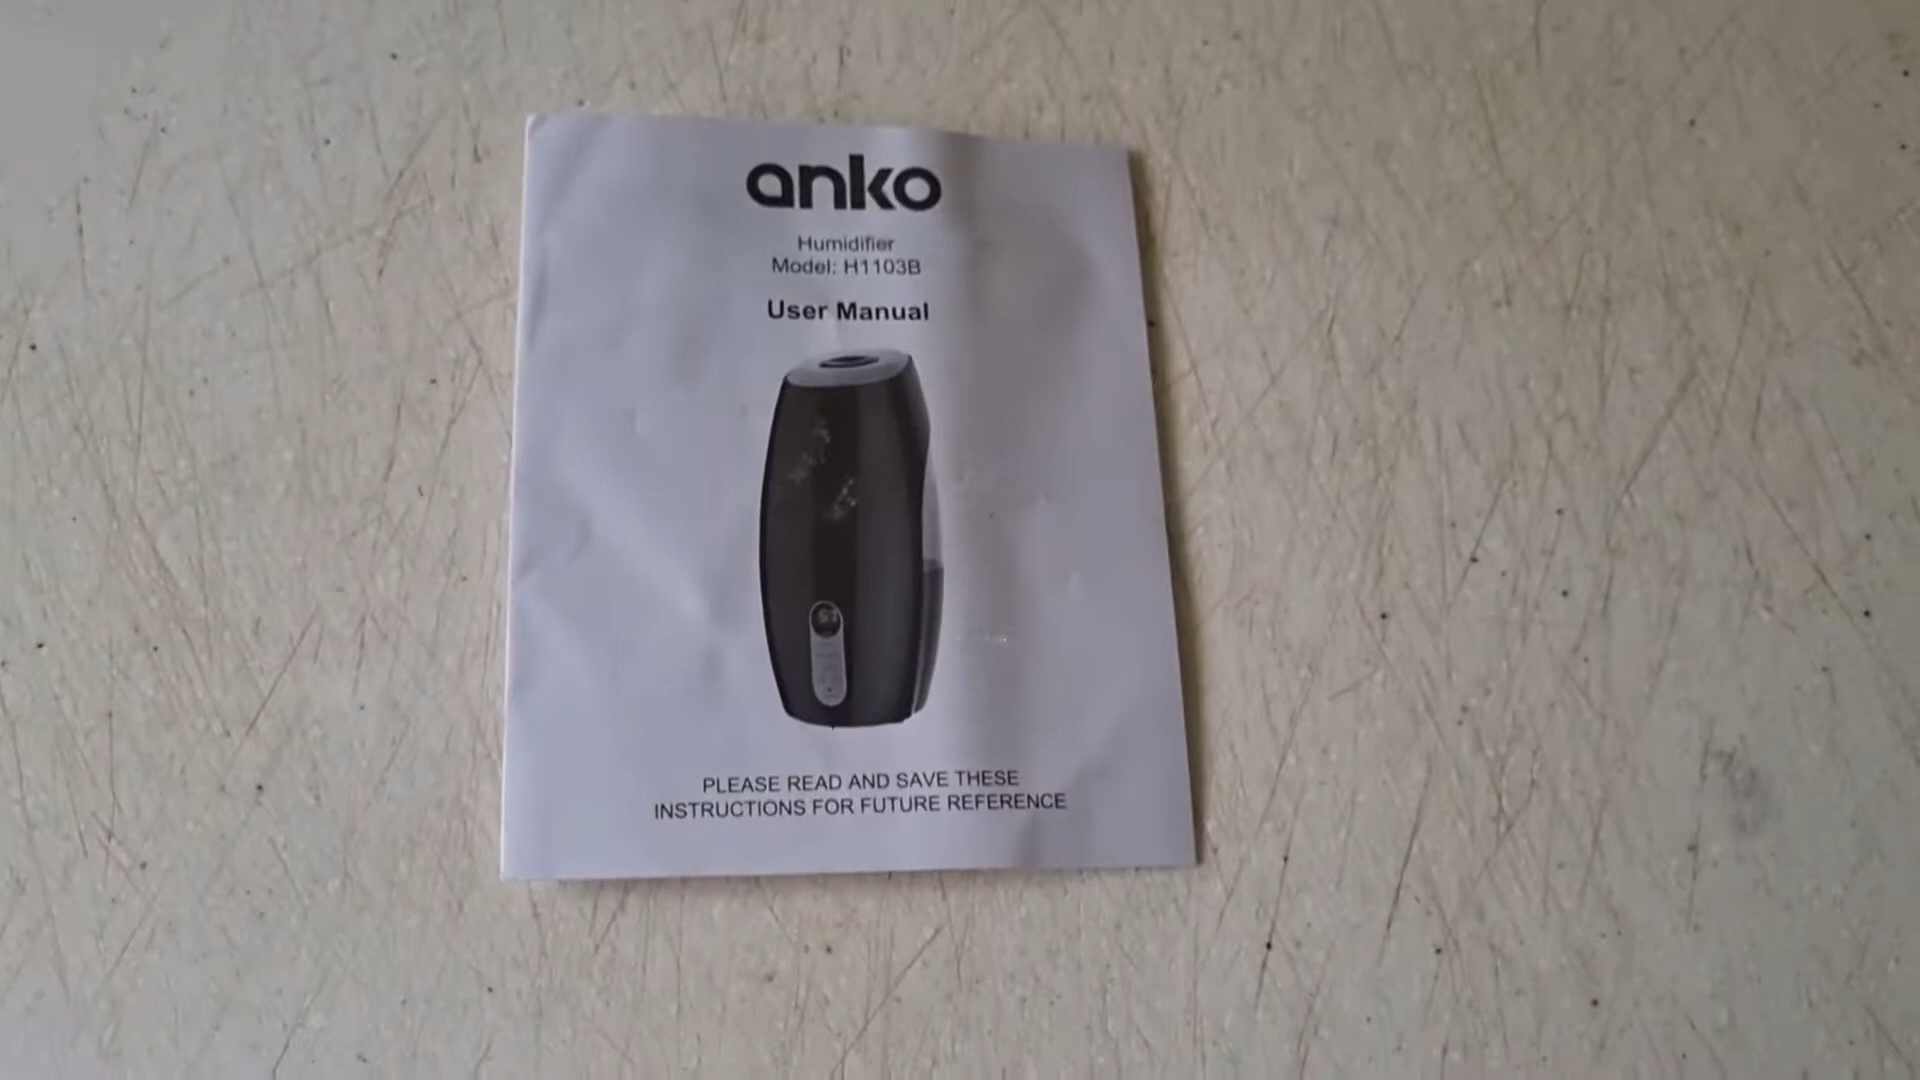 anko
Humidifier
Model: H1103B
User Manual
PLEASE READ AND SAVE THESE
INSTRUCTIONS FOR FUTURE REFERENCE